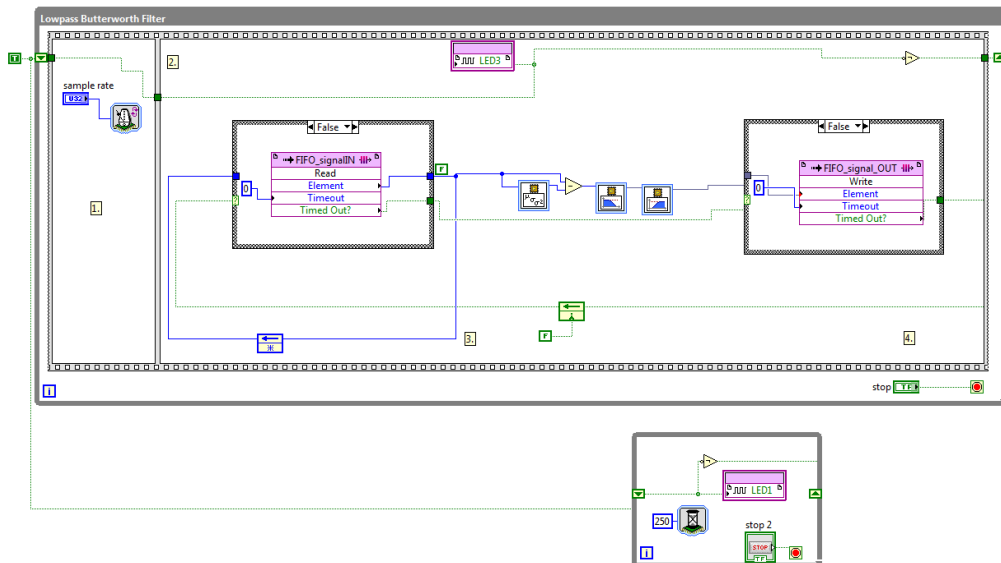 Lowpass Butterworth Filter
T
sample rate
U32
1.
2.
LED3
False
FIFO_signalIN
Read
Element
Timeout
Timed Out?
0
F
μ σ σ²
False
FIFO_signal_OUT
Write
Element
Timeout
Timed Out?
0
F
3.
4.
i
stop
TF
LED1
250
stop 2
STOP
TF
i